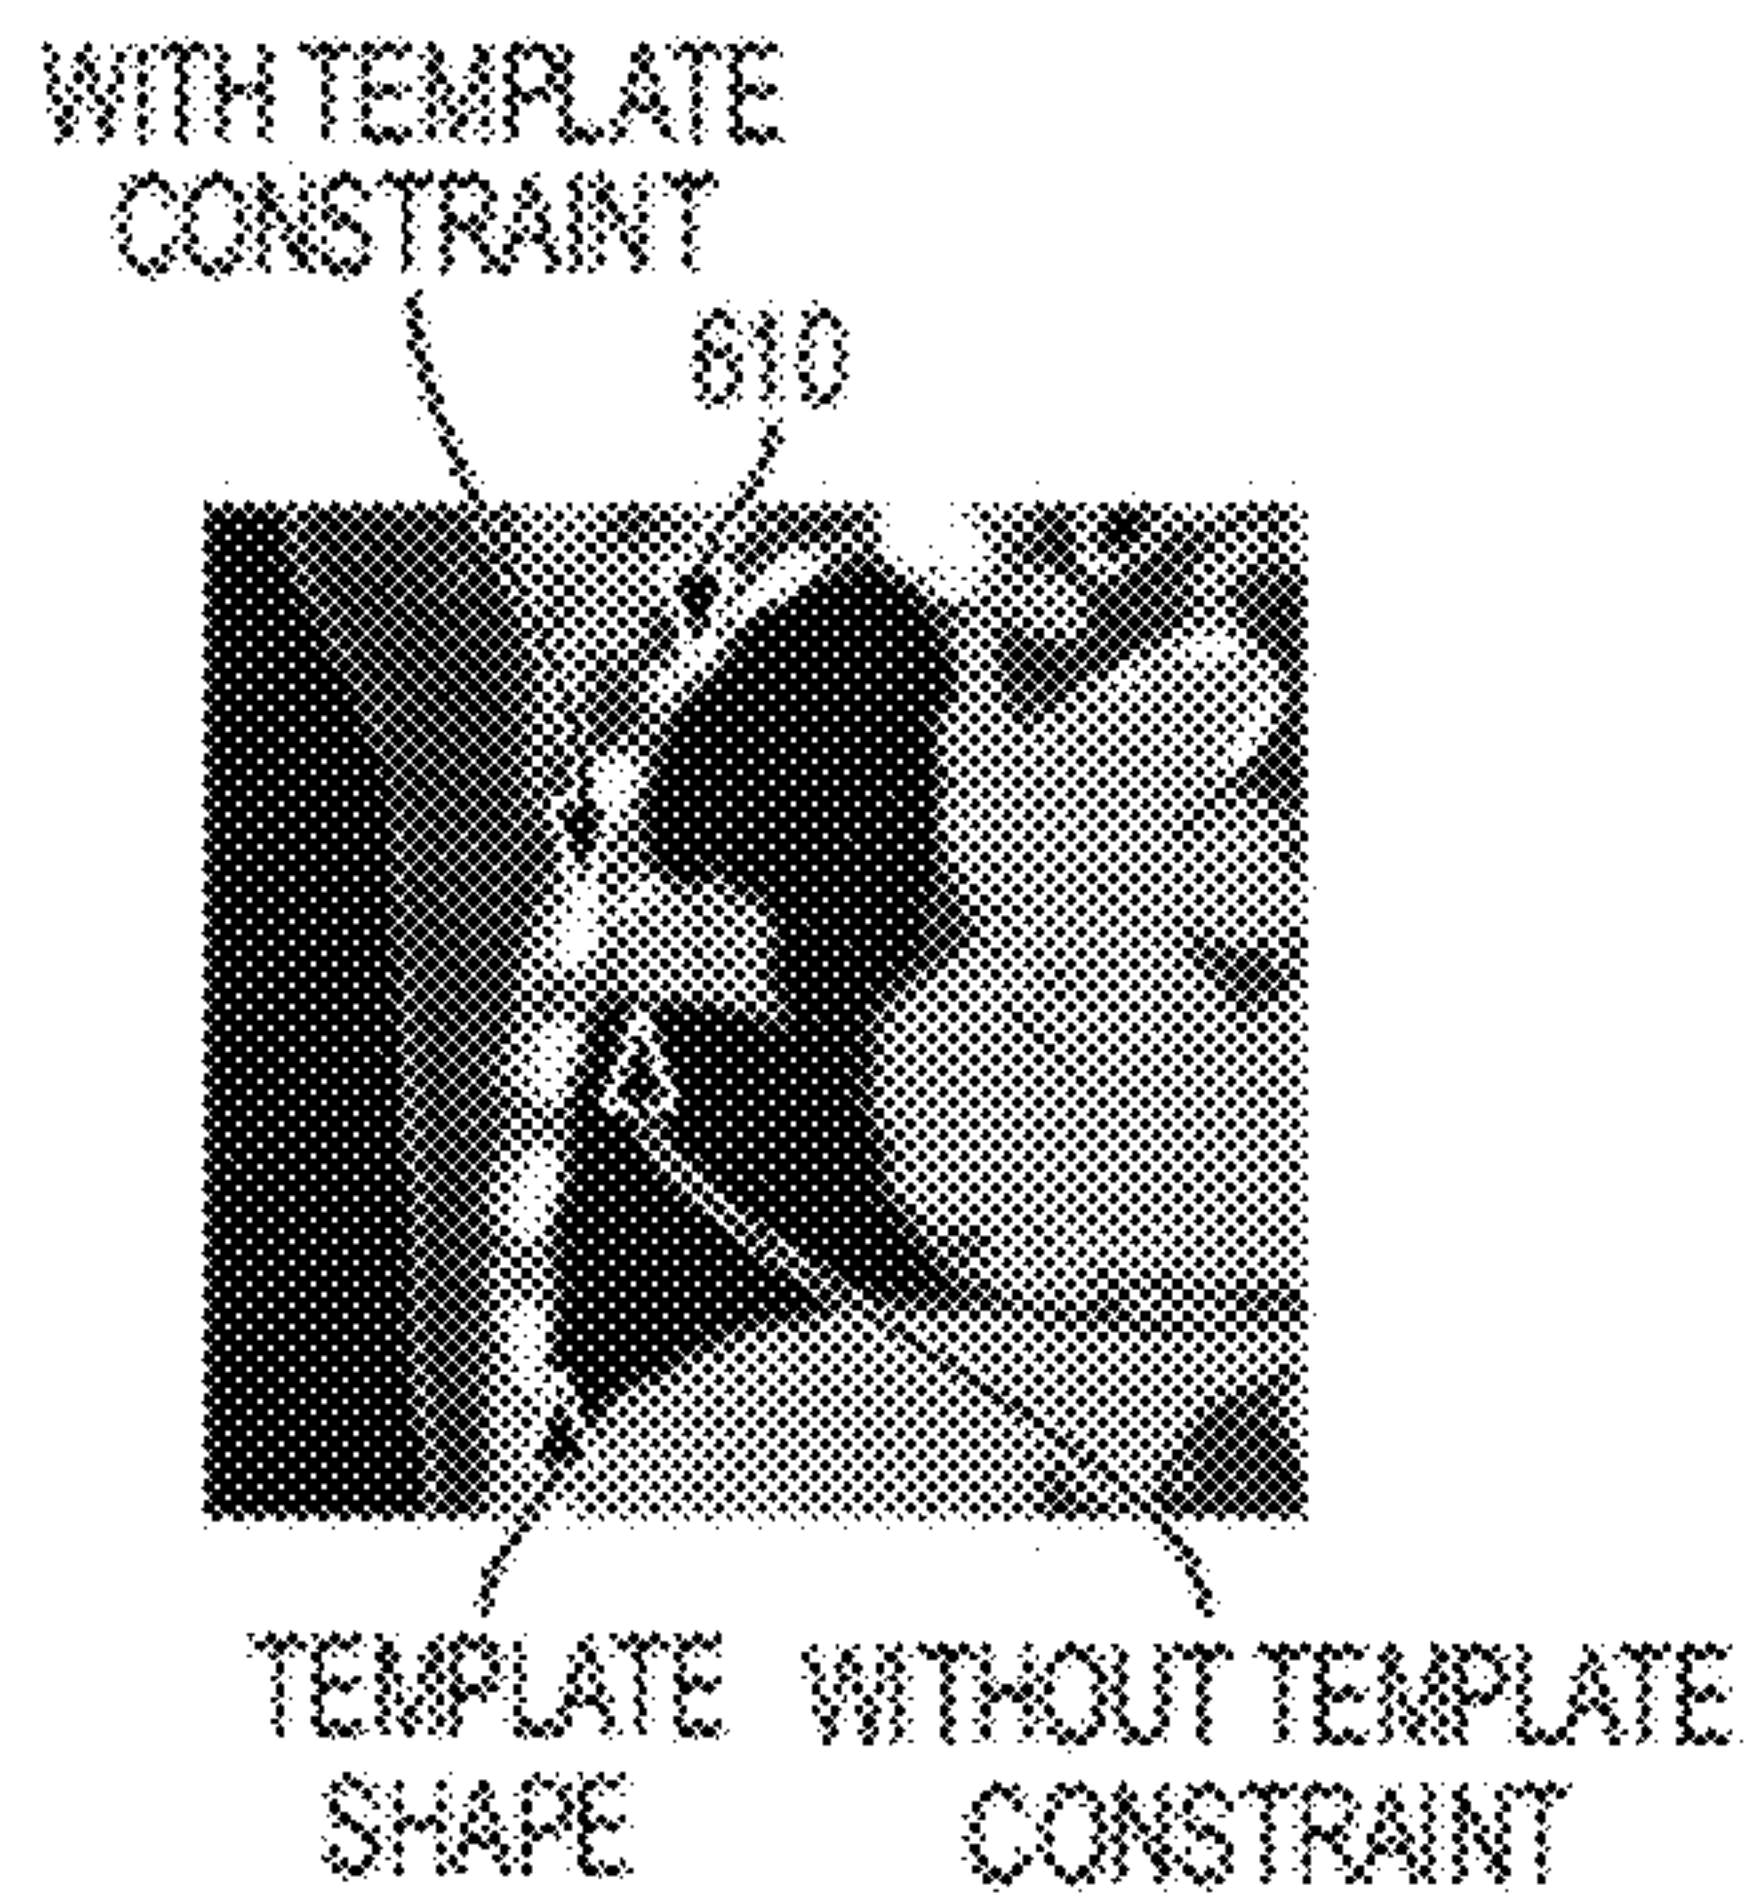 WITH TEMPLATE
CONSTRAINT
610
TEMPLATE
SHAPE
WITHOUT TEMPLATE
CONSTRAINT